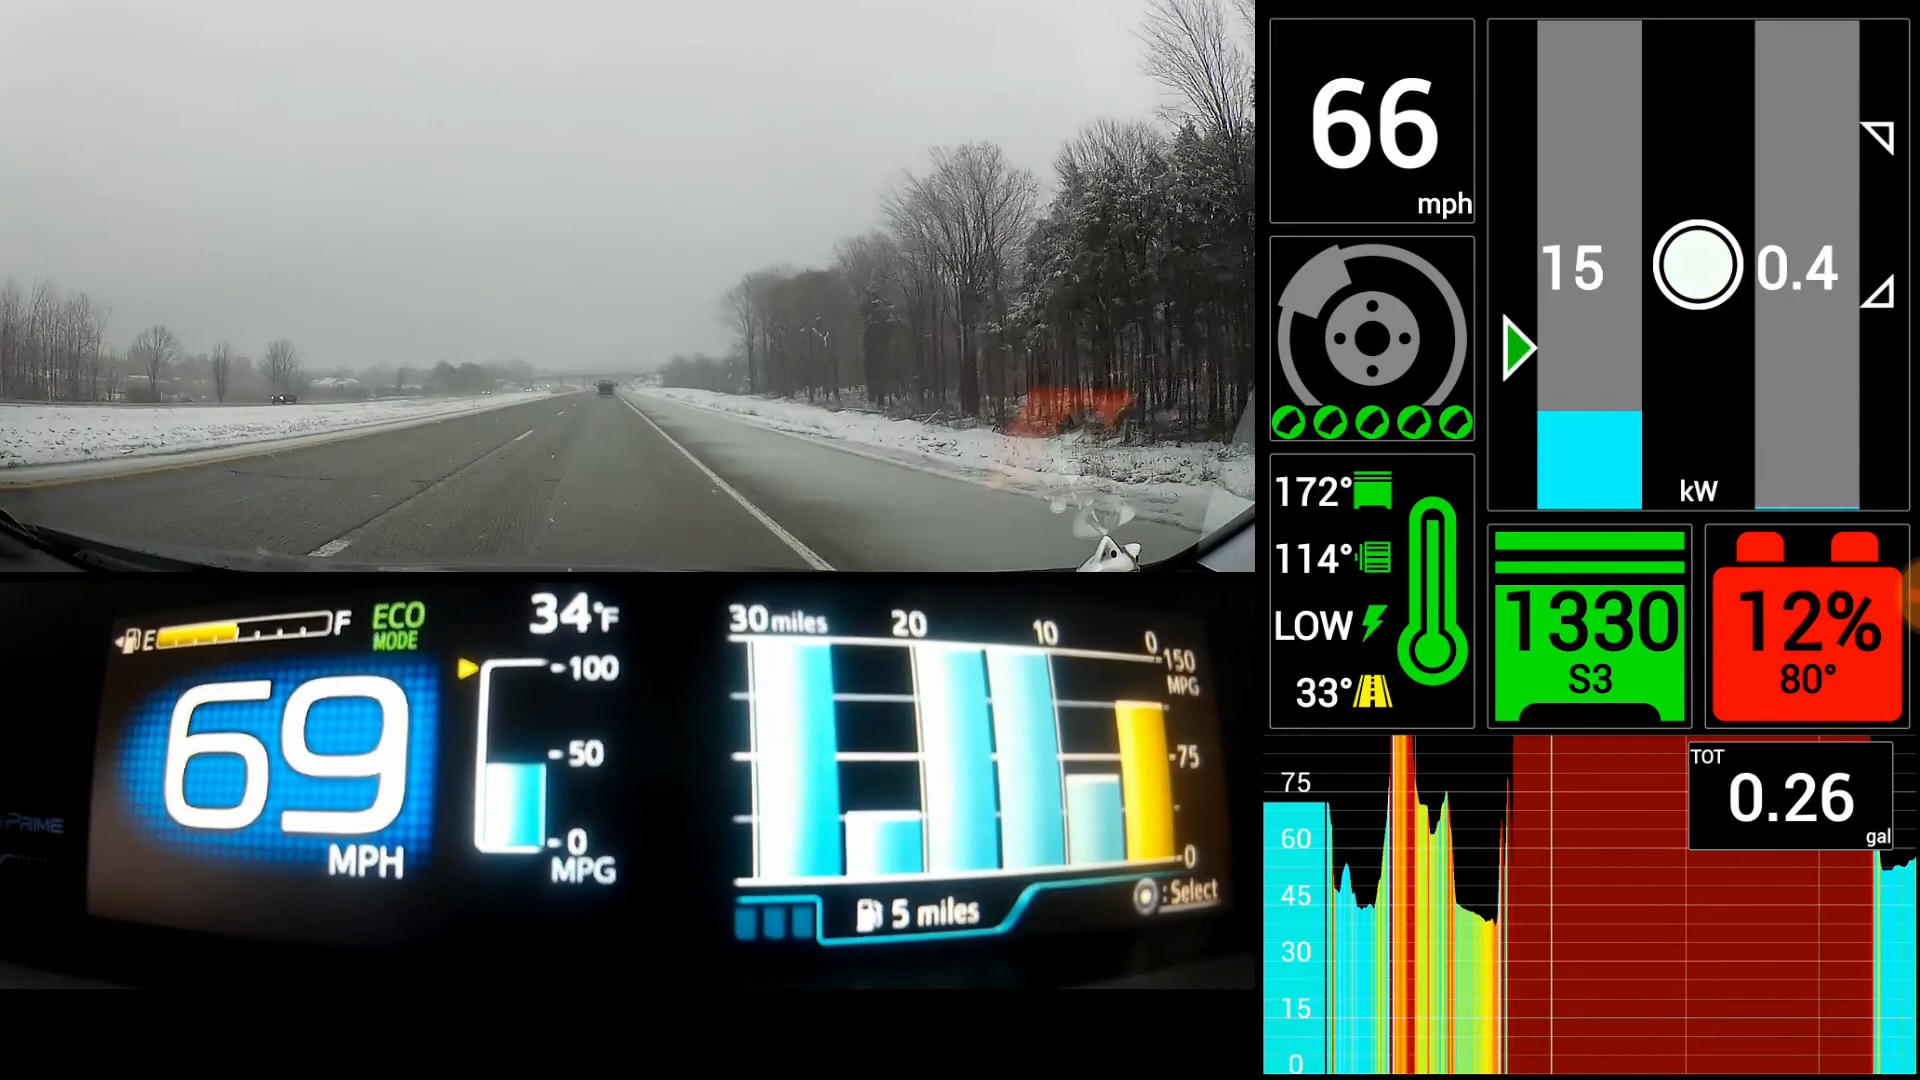 66
mph
15
0.4
kW
172°
114°
LOW
33°
1330
S3
12%
80°
E
F
ECO
MODE
34°F
69
MPH
100
50
0
MPG
30 miles
20
10
0
150
MPG
75
0
5 miles
: Select
PRIME
TOT
0.26
gal
75
60
45
30
15
0